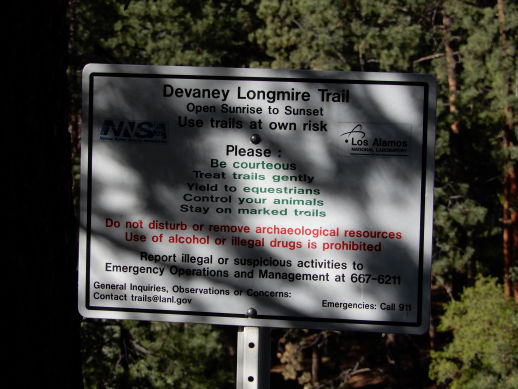 Devaney Longmire Trail
Open Sunrise to Sunset
Use trails at own risk
NNSA
Los Alamos
NATIONAL LABORATORY
Please :
Be courteous
Treat trails gently
Yield to equestrians
Control your animals
Stay on marked trails
Do not disturb or remove archaeological resources
Use of alcohol or illegal drugs is prohibited
Report illegal or suspicious activities to
Emergency Operations and Management at 667-6211
General Inquiries, Observations or Concerns:
Contact trails@lanl.gov
Emergencies: Call 911